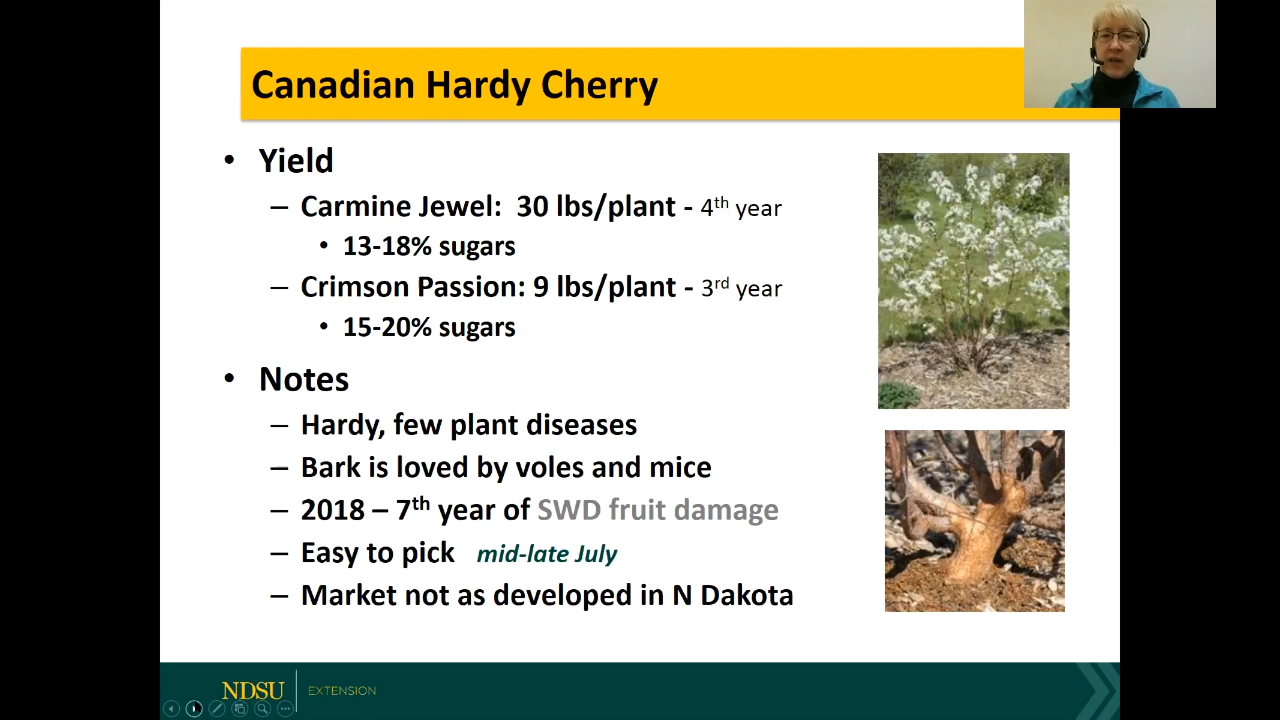 Canadian Hardy Cherry
• Yield
– Carmine Jewel: 30 lbs/plant - 4th year
• 13-18% sugars
– Crimson Passion: 9 lbs/plant - 3rd year
• 15-20% sugars
• Notes
– Hardy, few plant diseases
– Bark is loved by voles and mice
– 2018 – 7th year of SWD fruit damage
– Easy to pick mid-late July
– Market not as developed in N Dakota
NDSU EXTENSION